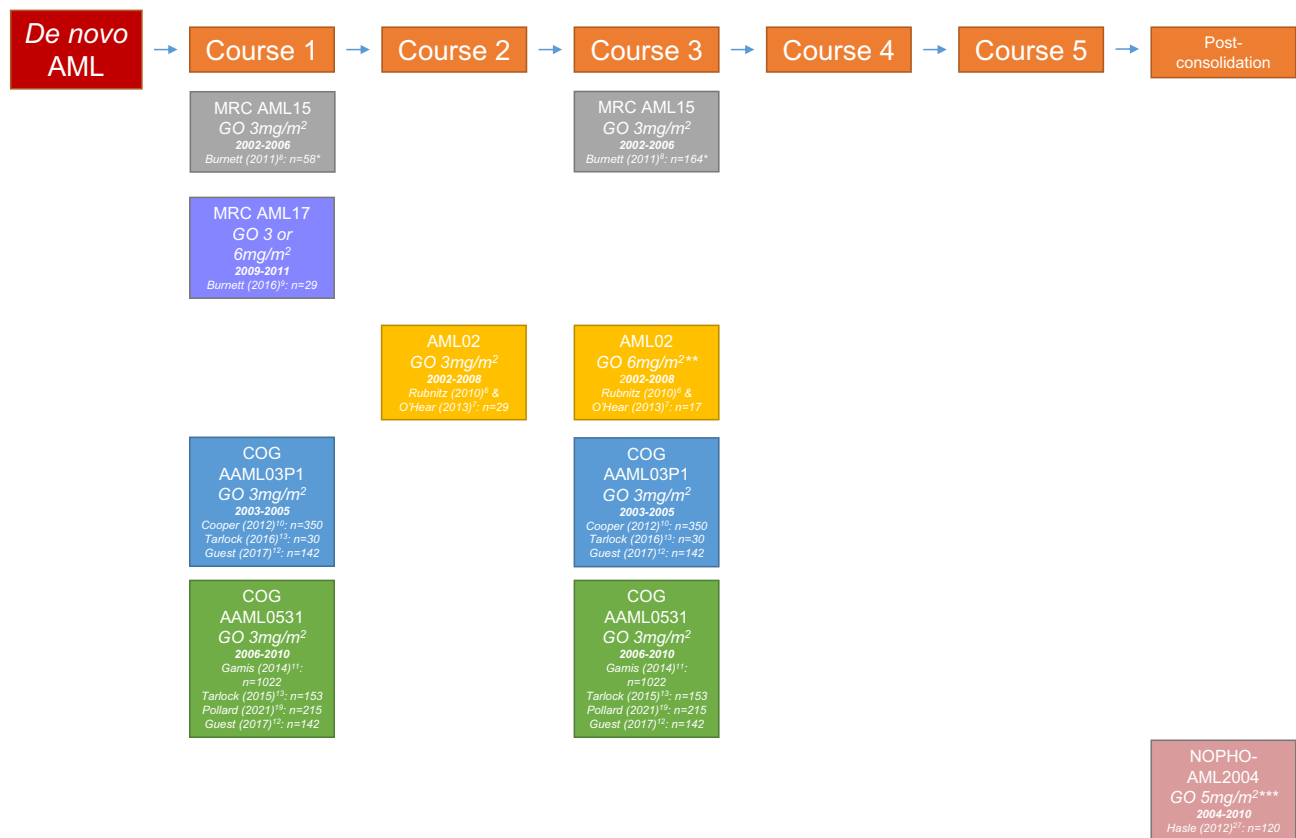 De novo
AML
Course 1
Course 2
Course 3
Course 4
Course 5
Post-
consolidation
MRC AML15
GO 3mg/m²
2002-2006
Burnett (2011)⁸: n=58*
MRC AML15
GO 3mg/m²
2002-2006
Burnett (2011)⁸: n=164*
MRC AML17
GO 3 or
6mg/m²
2009-2011
Burnett (2016)⁹: n=29
AML02
GO 3mg/m²
2002-2008
Rubnitz (2010)⁶ &
O'Hear (2013)⁷: n=29
AML02
GO 6mg/m²**
2002-2008
Rubnitz (2010)⁶ &
O'Hear (2013)⁷: n=17
COG
AAML03P1
GO 3mg/m²
2003-2005
Cooper (2012)¹⁰: n=350
Tarlock (2016)¹³: n=30
Guest (2017)¹²: n=142
COG
AAML03P1
GO 3mg/m²
2003-2005
Cooper (2012)¹⁰: n=350
Tarlock (2016)¹³: n=30
Guest (2017)¹²: n=142
COG
AAML0531
GO 3mg/m²
2006-2010
Gamis (2014)¹¹:
n=1022
Tarlock (2015)¹³: n=153
Pollard (2021)¹⁹: n=215
Guest (2017)¹²: n=142
COG
AAML0531
GO 3mg/m²
2006-2010
Gamis (2014)¹¹:
n=1022
Tarlock (2015)¹³: n=153
Pollard (2021)¹⁹: n=215
Guest (2017)¹²: n=142
NOPHO-
AML2004
GO 5mg/m²***
2004-2010
Hasle (2012)²⁷: n=120